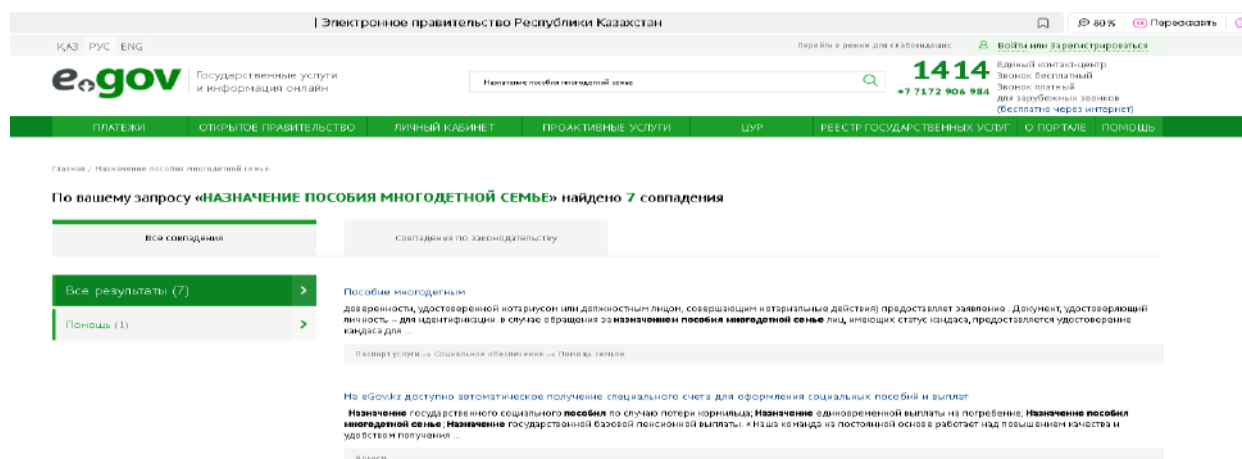 | Электронное правительство Республики Казахстан
80 % Пересказать
ҚАЗ РУС ENG
Перейти в режим для слабовидящих
Войти или Зарегистрироваться
egov
Государственные услуги
и информация онлайн
Назначение пособия многодетной семье
1414
+7 7172 906 984
Единый контакт-центр
Звонок бесплатный
Звонок платный
для зарубежных звонков
(бесплатно через интернет)
ПЛАТЕЖИ ОТКРЫТОЕ ПРАВИТЕЛЬСТВО ЛИЧНЫЙ КАБИНЕТ ПРОАКТИВНЫЕ УСЛУГИ ЦУР РЕЕСТР ГОСУДАРСТВЕННЫХ УСЛУГ О ПОРТАЛЕ ПОМОЩЬ
Главная / Назначение пособия многодетной семье
По вашему запросу «НАЗНАЧЕНИЕ ПОСОБИЯ МНОГОДЕТНОЙ СЕМЬЕ» найдено 7 совпадения
Все совпадения
Совпадения по законодательству
Все результаты (7)
Помощь (1)
Пособие многодетным
доверенности, удостоверенной нотариусом или должностным лицом, совершающим нотариальные действия) предоставляет заявление . Документ, удостоверяющий
личность – для идентификации. в случае обращения за назначением пособия многодетной семье лиц, имеющих статус кандаса, предоставляется удостоверение
кандаса для ...
Паспорт услуги → Социальное обеспечение → Помощь семьям
На eGov.kz доступно автоматическое получение специального счета для оформления социальных пособий и выплат
Назначение государственного социального пособия по случаю потери кормильца; Назначение единовременной выплаты на погребение; Назначение пособия
многодетной семье; Назначение государственной базовой пенсионной выплаты. «Наша команда на постоянной основе работает над повышением качества и
удобством получения ...